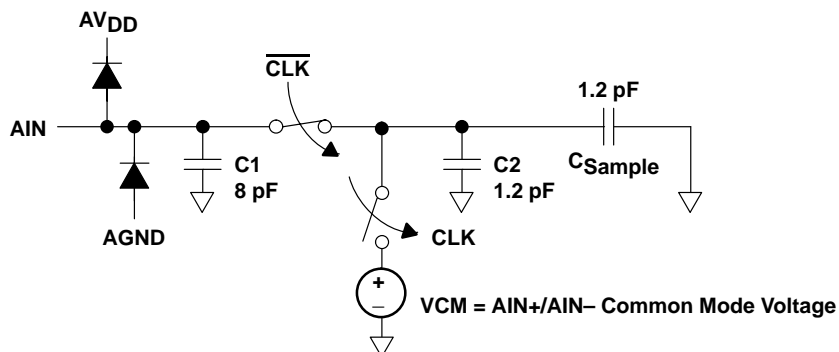 AVDD
CLK
1.2 pF
AIN
C1
8 pF
C2
1.2 pF
CSample
AGND
CLK
+
–
VCM = AIN+/AIN– Common Mode Voltage